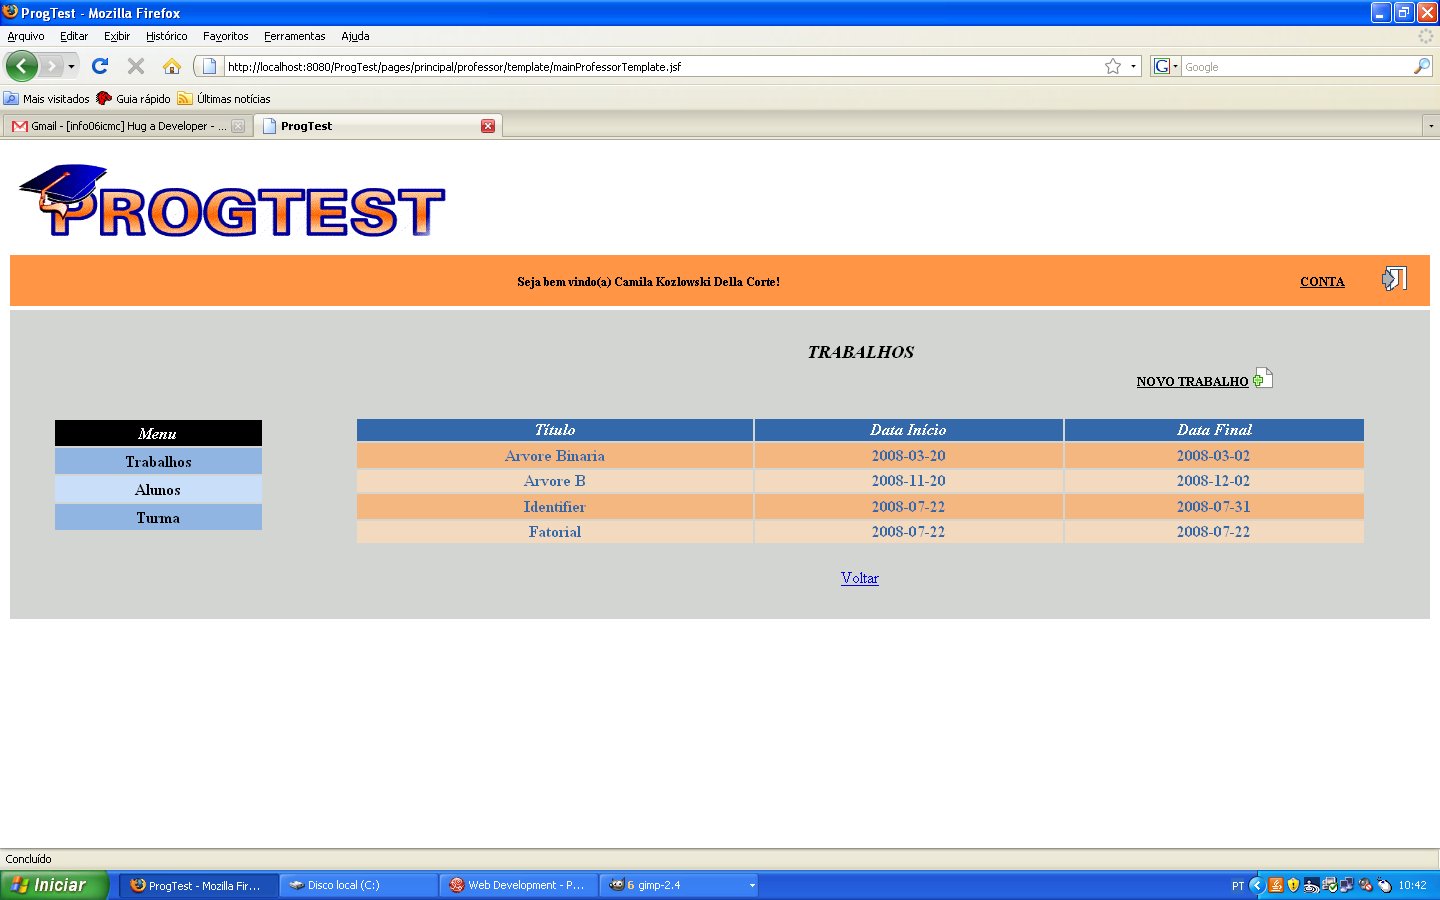 ProgTest - Mozilla Firefox
Arquivo Editar Exibir Histórico Favoritos Ferramentas Ajuda
http://localhost:8080/ProgTest/pages/principal/professor/template/mainProfessorTemplate.jsf
G Google
Mais visitados Guia rápido Últimas notícias
Gmail - [info06icmc] Hug a Developer - ... ProgTest
PROGTEST
Seja bem vindo(a) Camila Kozlowski Della Corte! CONTA
TRABALHOS
NOVO TRABALHO
Menu
Trabalhos
Alunos
Turma
Título Data Início Data Final
Arvore Binaria 2008-03-20 2008-03-02
Arvore B 2008-11-20 2008-12-02
Identifier 2008-07-22 2008-07-31
Fatorial 2008-07-22 2008-07-22
Voltar
Concluído
Iniciar ProgTest - Mozilla Fir... Disco local (C:) Web Development - P... 6 gimp-2.4 PT 10:42